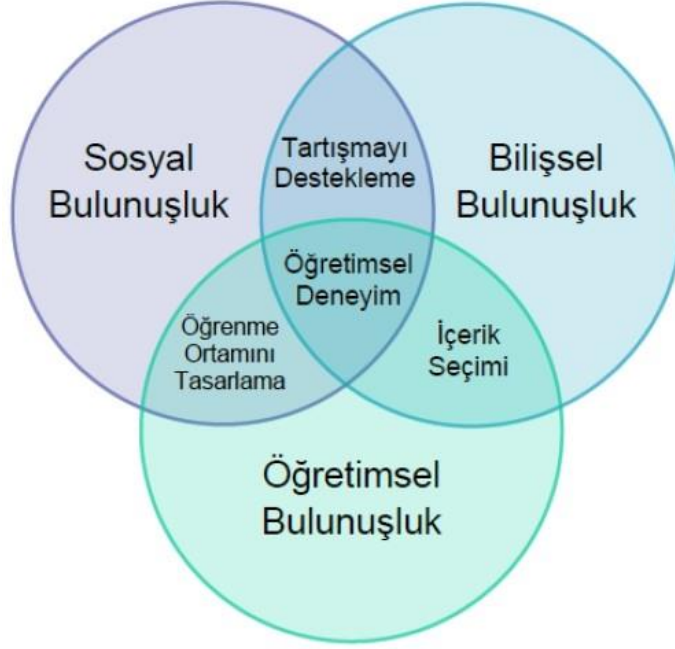 Sosyal
Bulunuşluk
Tartışmayı
Destekleme
Bilişsel
Bulunuşluk
Öğretimsel
Deneyim
Öğrenme
Ortamını
Tasarlama
İçerik
Seçimi
Öğretimsel
Bulunuşluk